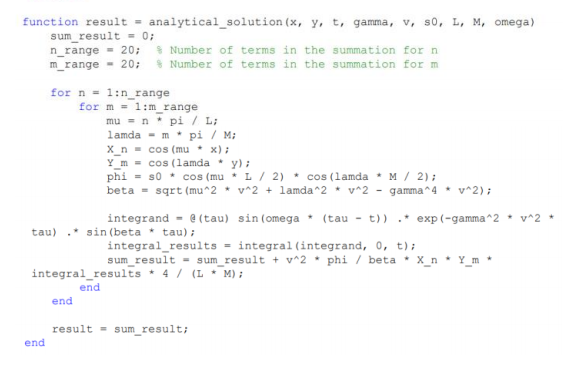 function result = analytical_solution(x, y, t, gamma, v, s0, L, M, omega)
    sum_result = 0;
    n_range = 20;  % Number of terms in the summation for n
    m_range = 20;  % Number of terms in the summation for m

    for n = 1:n_range
        for m = 1:m_range
            mu = n * pi / L;
            lamda = m * pi / M;
            X_n = cos(mu * x);
            Y_m = cos(lamda * y);
            phi = s0 * cos(mu * L / 2) * cos(lamda * M / 2);
            beta = sqrt(mu^2 * v^2 + lamda^2 * v^2 - gamma^4 * v^2);

            integrand = @(tau) sin(omega * (tau - t)) .* exp(-gamma^2 * v^2 *
tau) .* sin(beta * tau);
            integral_results = integral(integrand, 0, t);
            sum_result = sum_result + v^2 * phi / beta * X_n * Y_m *
integral_results * 4 / (L * M);
        end
    end

    result = sum_result;
end